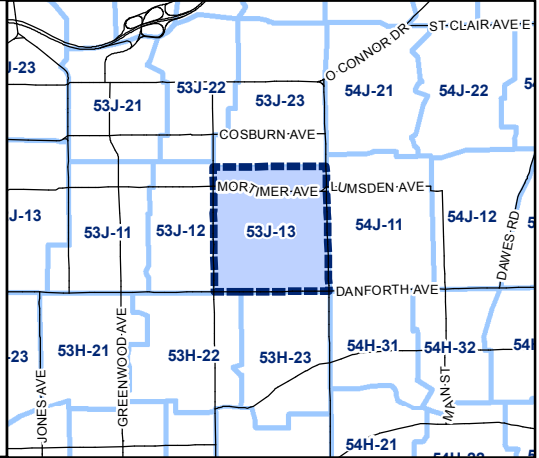 ST CLAIR AVE E
O CONNOR DR
J-23
53J-22
53J-21
53J-23
54J-21
54J-22
COSBURN AVE
MORTIMER AVE
LUMSDEN AVE
J-13
53J-11
53J-12
53J-13
54J-11
54J-12
DAWES RD
DANFORTH AVE
GREENWOOD AVE
-23
53H-21
53H-22
53H-23
54H-31
54H-32
JONES AVE
MAIN ST
54H-21